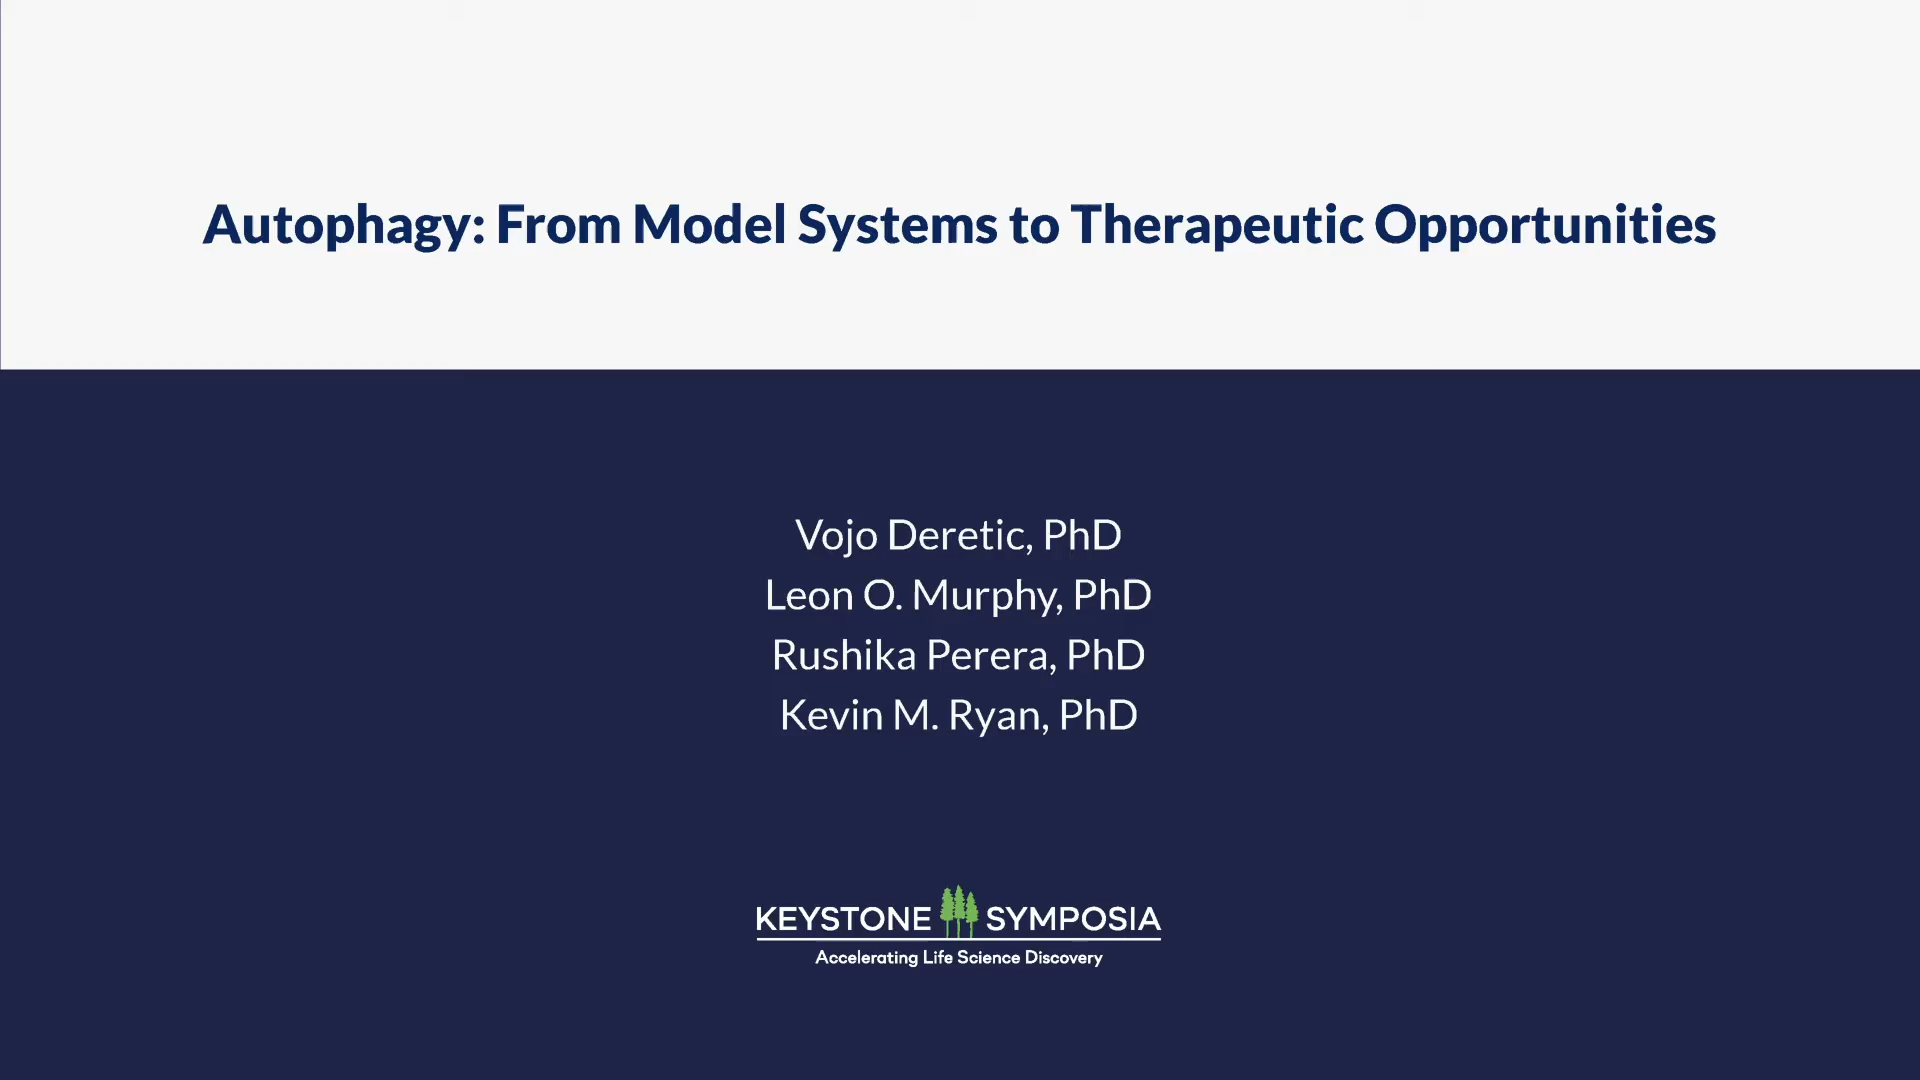 Autophagy: From Model Systems to Therapeutic Opportunities
Vojo Deretic, PhD
Leon O. Murphy, PhD
Rushika Perera, PhD
Kevin M. Ryan, PhD
KEYSTONE SYMPOSIA
Accelerating Life Science Discovery